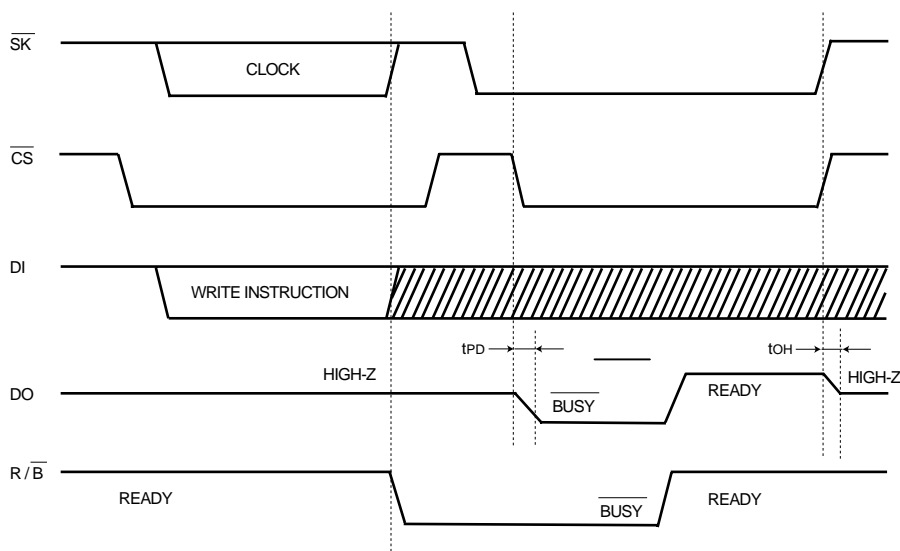 SK
CLOCK
CS
DI
WRITE INSTRUCTION
tPD
tOH
HIGH-Z
HIGH-Z
DO
BUSY
READY
R / B
READY
BUSY
READY